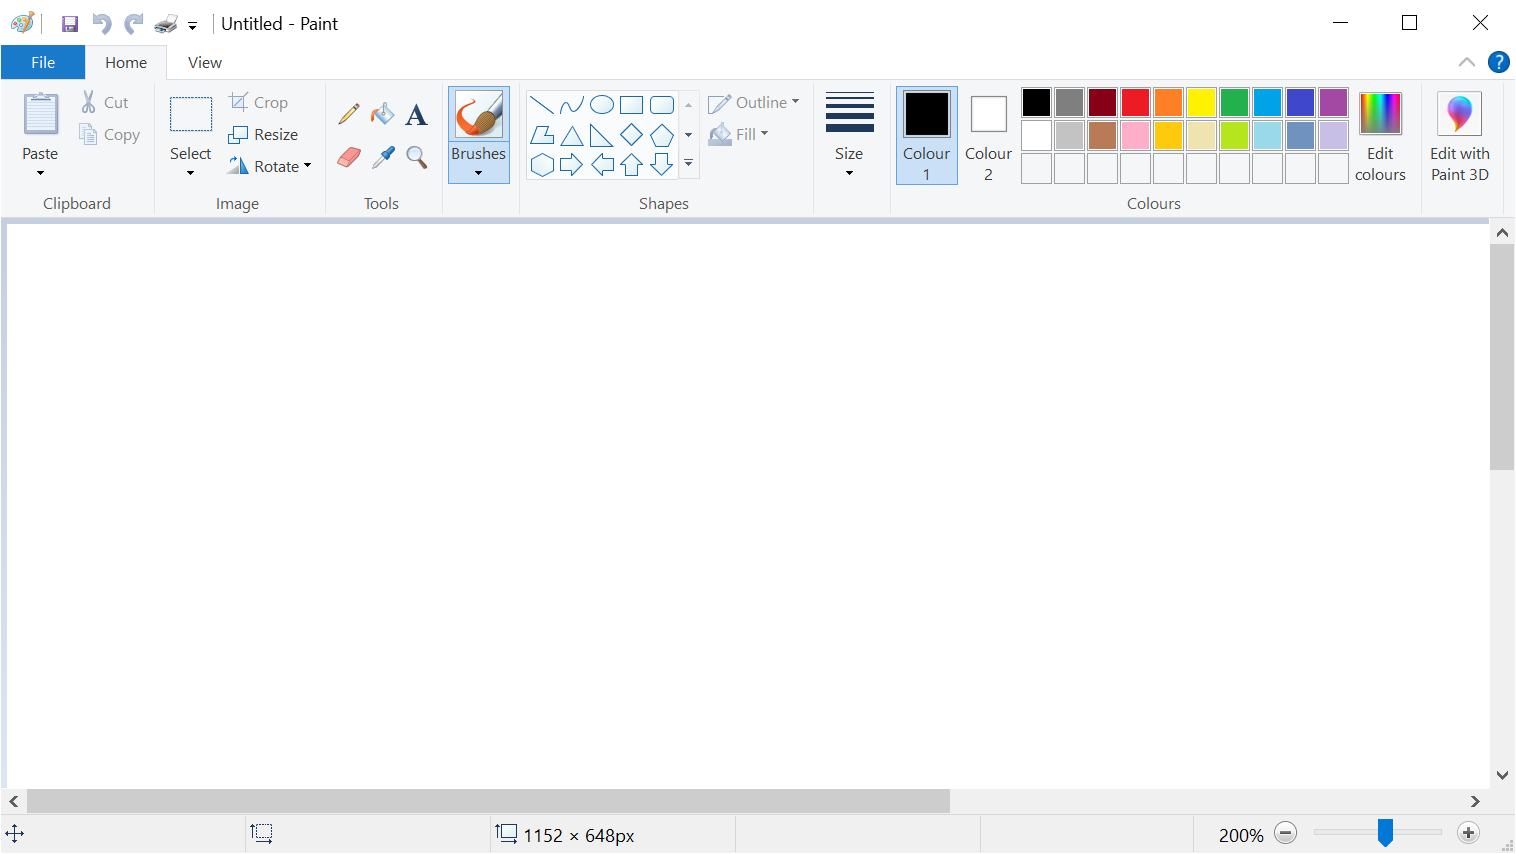 Untitled - Paint
File Home View
Paste
Cut
Copy
Clipboard
Select
Crop
Resize
Rotate
Image
A
Tools
Brushes
Outline
Fill
Shapes
Size
Colour
1
Colour
2
Edit
colours
Colours
Edit with
Paint 3D
?
1152 × 648px
200%